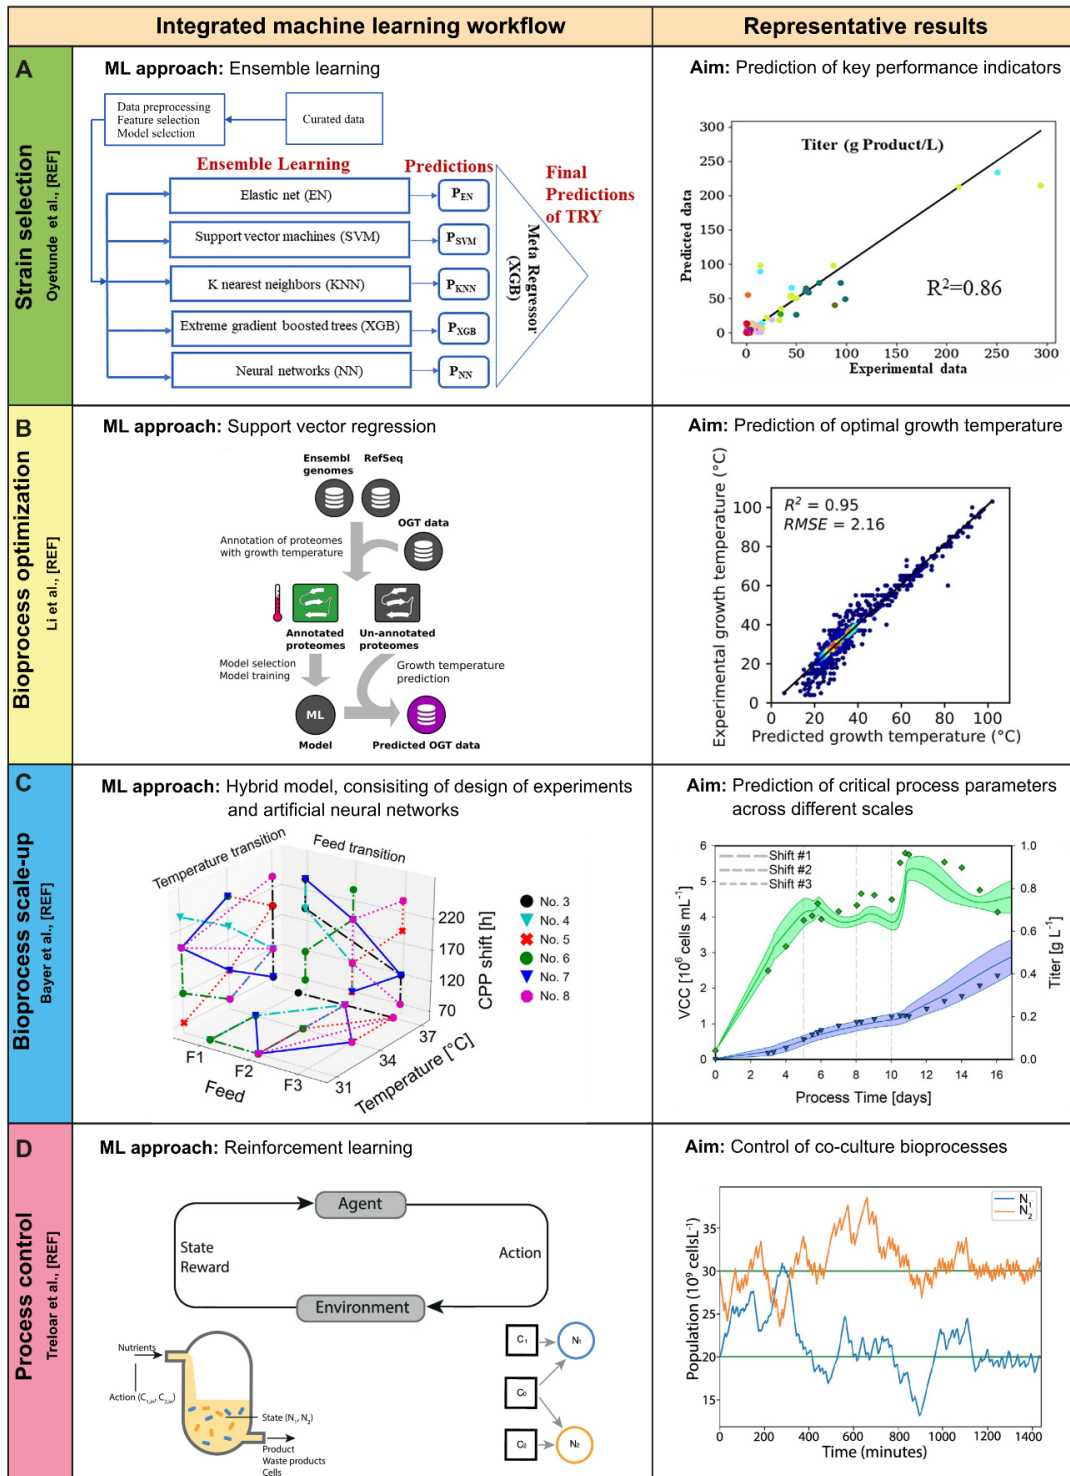 Integrated machine learning workflow
Representative results
A
Strain selection
Oyetunde et al., [REF]
ML approach: Ensemble learning
Data preprocessing
Feature selection
Model selection
Curated data
Ensemble Learning
Predictions
Final
Predictions
of TRY
Elastic net (EN)
P_EN
Support vector machines (SVM)
P_SVM
K nearest neighbors (KNN)
P_KNN
Extreme gradient boosted trees (XGB)
P_XGB
Neural networks (NN)
P_NN
Meta Regressor
(XGB)
Aim: Prediction of key performance indicators
Titer (g Product/L)
R²=0.86
Predicted data
300
250
200
150
100
50
0
0 50 100 150 200 250 300
Experimental data
B
Bioprocess optimization
Li et al., [REF]
ML approach: Support vector regression
Ensembl
genomes
RefSeq
OGT data
Annotation of proteomes
with growth temperature
Annotated
proteomes
Un-annotated
proteomes
Model selection
Model training
Growth temperature
prediction
ML
Model
Predicted OGT data
Aim: Prediction of optimal growth temperature
R² = 0.95
RMSE = 2.16
Experimental growth temperature (°C)
100
80
60
40
20
0
0 20 40 60 80 100
Predicted growth temperature (°C)
C
Bioprocess scale-up
Bayer et al., [REF]
ML approach: Hybrid model, consisiting of design of experiments
and artificial neural networks
Temperature transition
Feed transition
220
170
120
70
CPP shift [h]
37
34
31
Temperature [°C]
F1
F2
F3
Feed
No. 3
No. 4
No. 5
No. 6
No. 7
No. 8
Aim: Prediction of critical process parameters
across different scales
Shift #1
Shift #2
Shift #3
VCC [10⁶ cells mL⁻¹]
6
5
4
3
2
1
0
1.0
0.8
0.6
0.4
0.2
0.0
Titer [g L⁻¹]
0 2 4 6 8 10 12 14 16
Process Time [days]
D
Process control
Treloar et al., [REF]
ML approach: Reinforcement learning
Agent
State
Reward
Action
Environment
Nutrients
Action (C₁,in, C₂,in)
State (N₁, N₂)
Product
Waste products
Cells
C₁
N₁
C₀
C₂
N₂
Aim: Control of co-culture bioprocesses
N₁
N₂
Population (10⁹ cellsL⁻¹)
35
30
25
20
15
0 200 400 600 800 1000 1200 1400
Time (minutes)